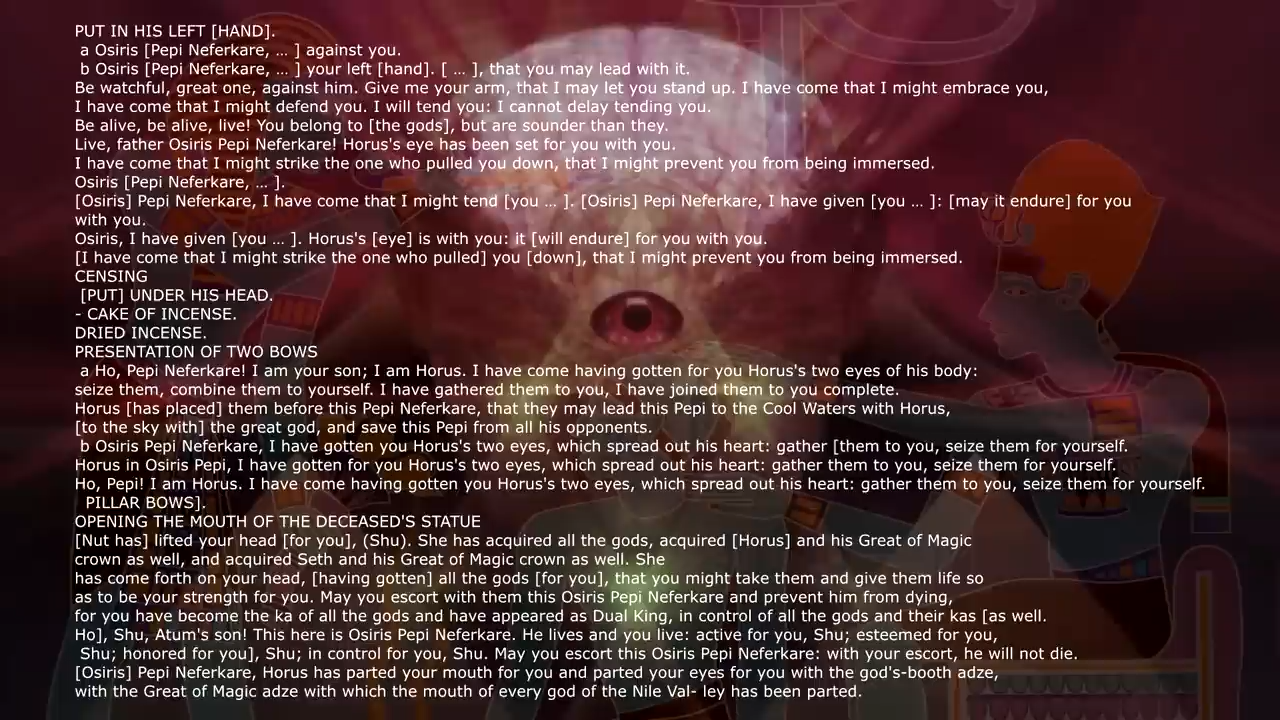 PUT IN HIS LEFT [HAND].
a Osiris [Pepi Neferkare, … ] against you.
b Osiris [Pepi Neferkare, … ] your left [hand]. [ … ], that you may lead with it.
Be watchful, great one, against him. Give me your arm, that I may let you stand up. I have come that I might embrace you,
I have come that I might defend you. I will tend you: I cannot delay tending you.
Be alive, be alive, live! You belong to [the gods], but are sounder than they.
Live, father Osiris Pepi Neferkare! Horus's eye has been set for you with you.
I have come that I might strike the one who pulled you down, that I might prevent you from being immersed.
Osiris [Pepi Neferkare, … ].
[Osiris] Pepi Neferkare, I have come that I might tend [you … ]. [Osiris] Pepi Neferkare, I have given [you … ]: [may it endure] for you
with you.
Osiris, I have given [you … ]. Horus's [eye] is with you: it [will endure] for you with you.
[I have come that I might strike the one who pulled] you [down], that I might prevent you from being immersed.
CENSING
[PUT] UNDER HIS HEAD.
- CAKE OF INCENSE.
DRIED INCENSE.
PRESENTATION OF TWO BOWS
a Ho, Pepi Neferkare! I am your son; I am Horus. I have come having gotten for you Horus's two eyes of his body:
seize them, combine them to yourself. I have gathered them to you, I have joined them to you complete.
Horus [has placed] them before this Pepi Neferkare, that they may lead this Pepi to the Cool Waters with Horus,
[to the sky with] the great god, and save this Pepi from all his opponents.
b Osiris Pepi Neferkare, I have gotten you Horus's two eyes, which spread out his heart: gather [them to you, seize them for yourself.
Horus in Osiris Pepi, I have gotten for you Horus's two eyes, which spread out his heart: gather them to you, seize them for yourself.
Ho, Pepi! I am Horus. I have come having gotten you Horus's two eyes, which spread out his heart: gather them to you, seize them for yourself.
PILLAR BOWS].
OPENING THE MOUTH OF THE DECEASED'S STATUE
[Nut has] lifted your head [for you], (Shu). She has acquired all the gods, acquired [Horus] and his Great of Magic
crown as well, and acquired Seth and his Great of Magic crown as well. She
has come forth on your head, [having gotten] all the gods [for you], that you might take them and give them life so
as to be your strength for you. May you escort with them this Osiris Pepi Neferkare and prevent him from dying,
for you have become the ka of all the gods and have appeared as Dual King, in control of all the gods and their kas [as well.
Ho], Shu, Atum's son! This here is Osiris Pepi Neferkare. He lives and you live: active for you, Shu; esteemed for you,
Shu; honored for you], Shu; in control for you, Shu. May you escort this Osiris Pepi Neferkare: with your escort, he will not die.
[Osiris] Pepi Neferkare, Horus has parted your mouth for you and parted your eyes for you with the god's-booth adze,
with the Great of Magic adze with which the mouth of every god of the Nile Val- ley has been parted.